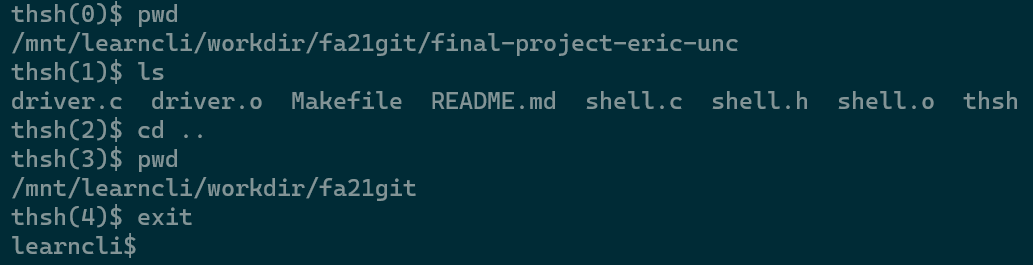 thsh(0)$ pwd
/mnt/learncli/workdir/fa21git/final-project-eric-unc
thsh(1)$ ls
driver.c  driver.o  Makefile  README.md  shell.c  shell.h  shell.o  thsh
thsh(2)$ cd ..
thsh(3)$ pwd
/mnt/learncli/workdir/fa21git
thsh(4)$ exit
learncli$